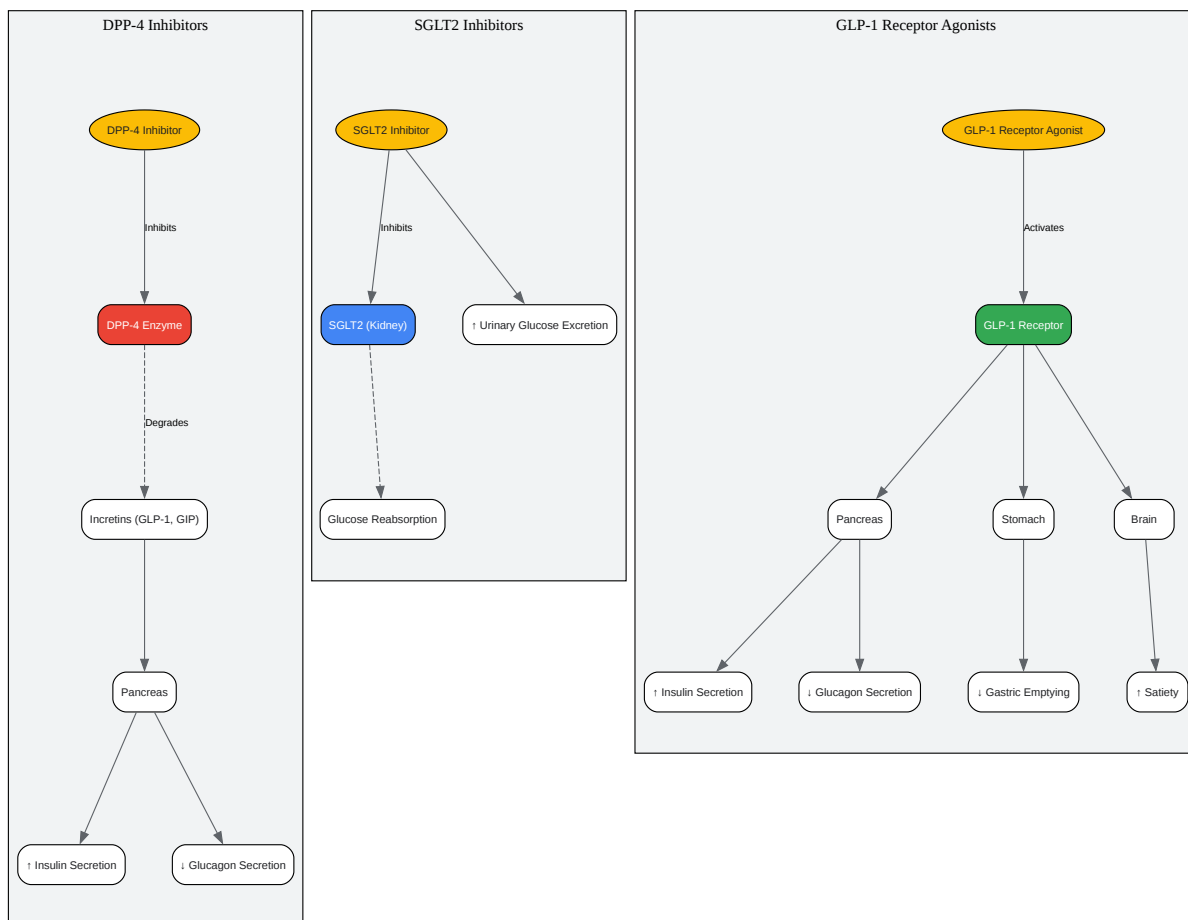 DPP-4 Inhibitors
DPP-4 Inhibitor
Inhibits
DPP-4 Enzyme
Degrades
Incretins (GLP-1, GIP)
Pancreas
↑ Insulin Secretion
↓ Glucagon Secretion
SGLT2 Inhibitors
SGLT2 Inhibitor
Inhibits
SGLT2 (Kidney)
↑ Urinary Glucose Excretion
Glucose Reabsorption
GLP-1 Receptor Agonists
GLP-1 Receptor Agonist
Activates
GLP-1 Receptor
Pancreas
Stomach
Brain
↑ Insulin Secretion
↓ Glucagon Secretion
↓ Gastric Emptying
↑ Satiety